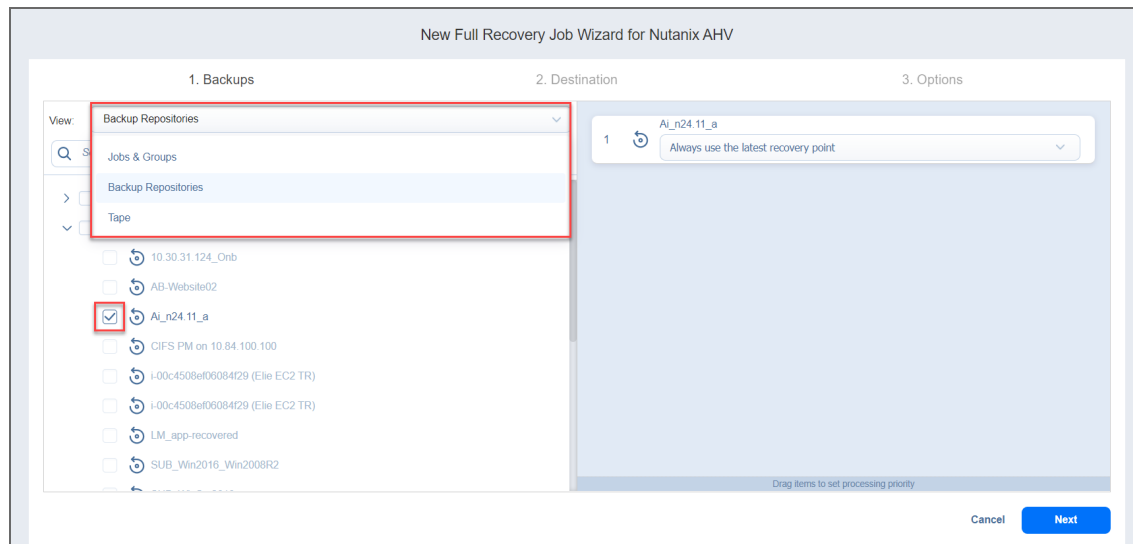 New Full Recovery Job Wizard for Nutanix AHV
1. Backups
2. Destination
3. Options
View:
Backup Repositories
Jobs & Groups
Backup Repositories
Tape
10.30.31.124_Onb
AB-Website02
Ai_n24.11_a
CIFS PM on 10.84.100.100
i-00c4508ef06084f29 (Elie EC2 TR)
i-00c4508ef06084f29 (Elie EC2 TR)
LM_app-recovered
SUB_Win2016_Win2008R2
1
Ai_n24.11_a
Always use the latest recovery point
Drag items to set processing priority
Cancel
Next